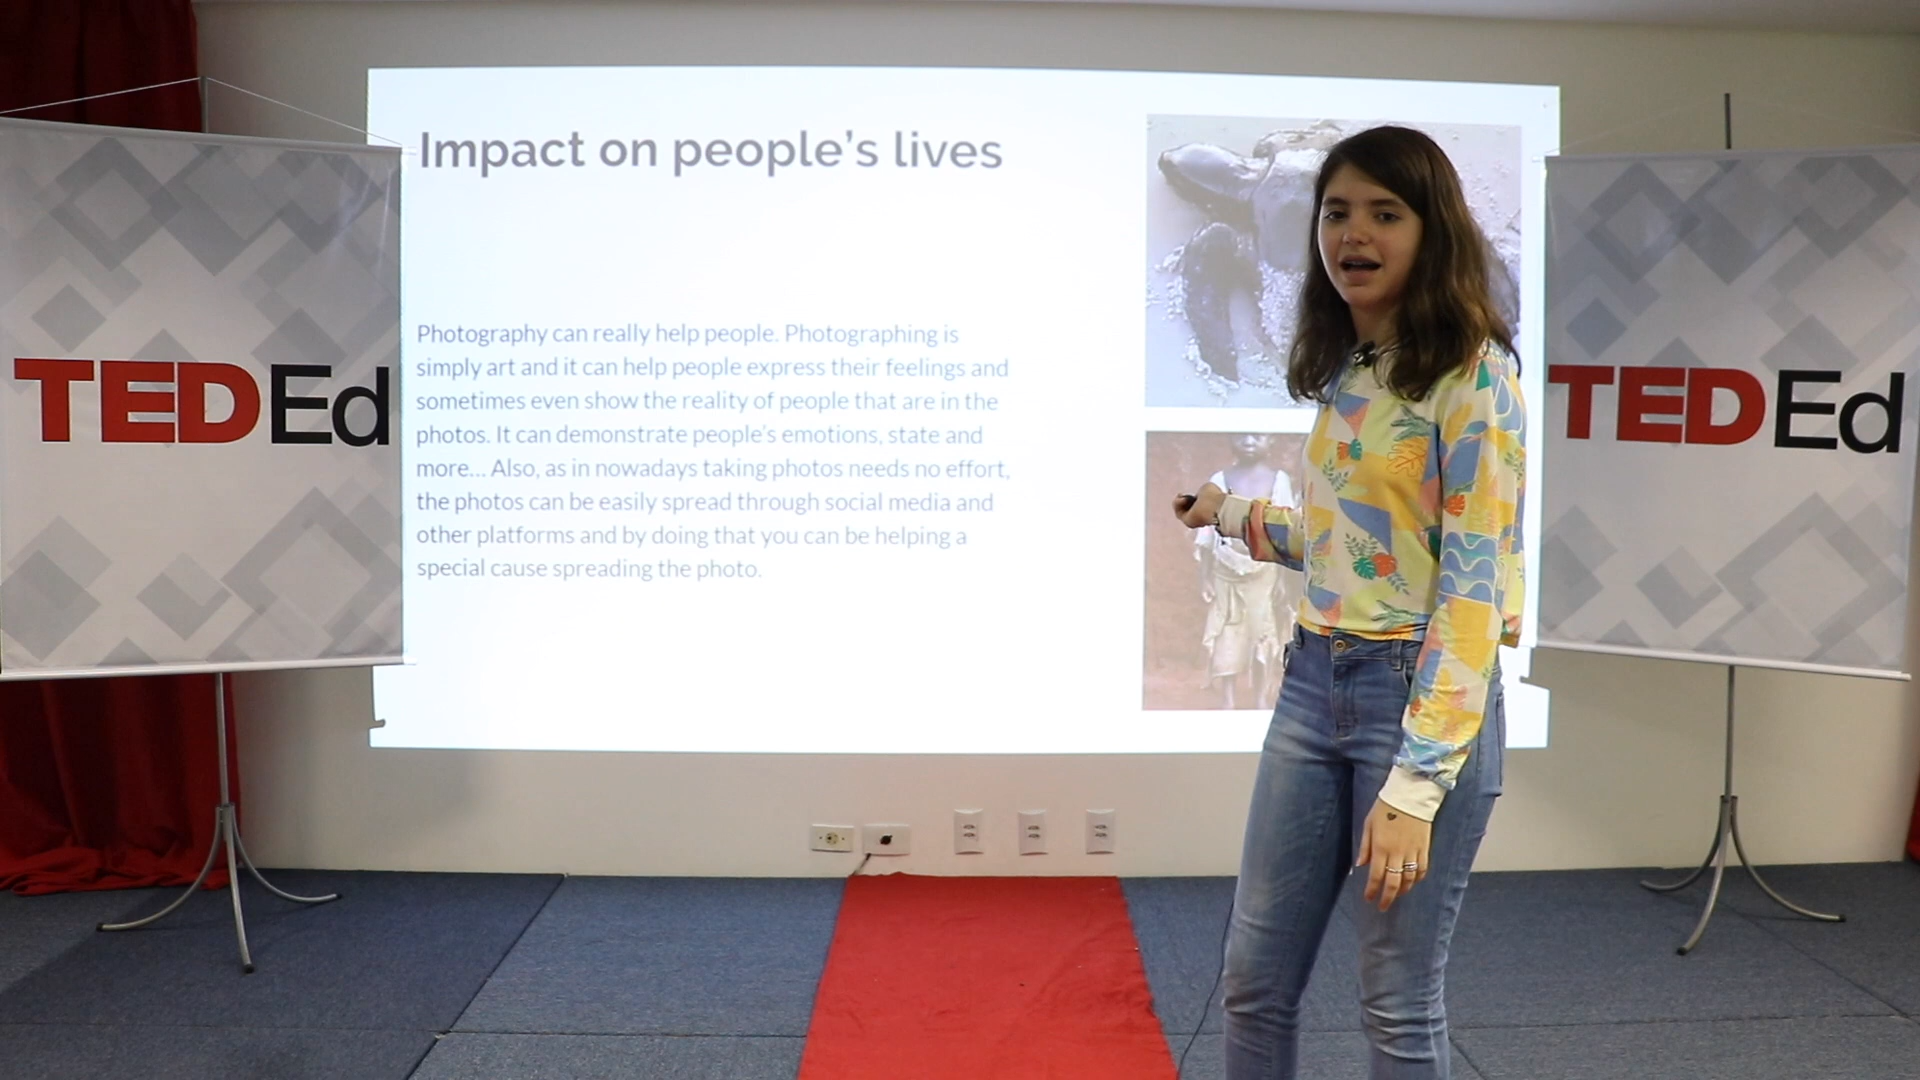 TEDEd
Impact on people's lives
Photography can really help people. Photographing is
simply art and it can help people express their feelings and
sometimes even show the reality of people that are in the
photos. It can demonstrate people's emotions, state and
more... Also, as in nowadays taking photos needs no effort,
the photos can be easily spread through social media and
other platforms and by doing that you can be helping a
special cause spreading the photo.
TEDEd